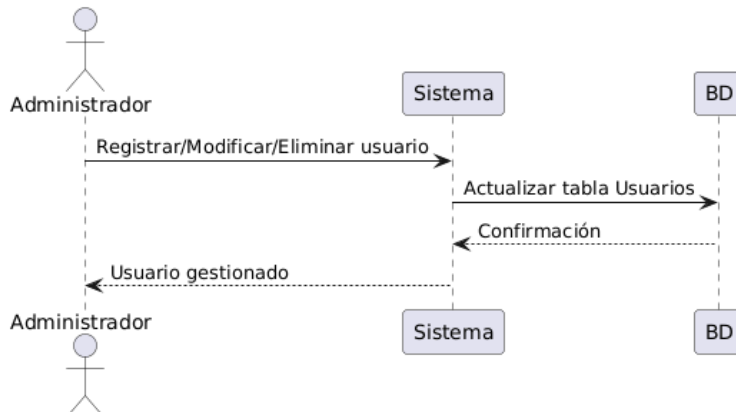 Administrador
Sistema
BD
Registrar/Modificar/Eliminar usuario
Actualizar tabla Usuarios
Confirmación
Usuario gestionado
Administrador
Sistema
BD